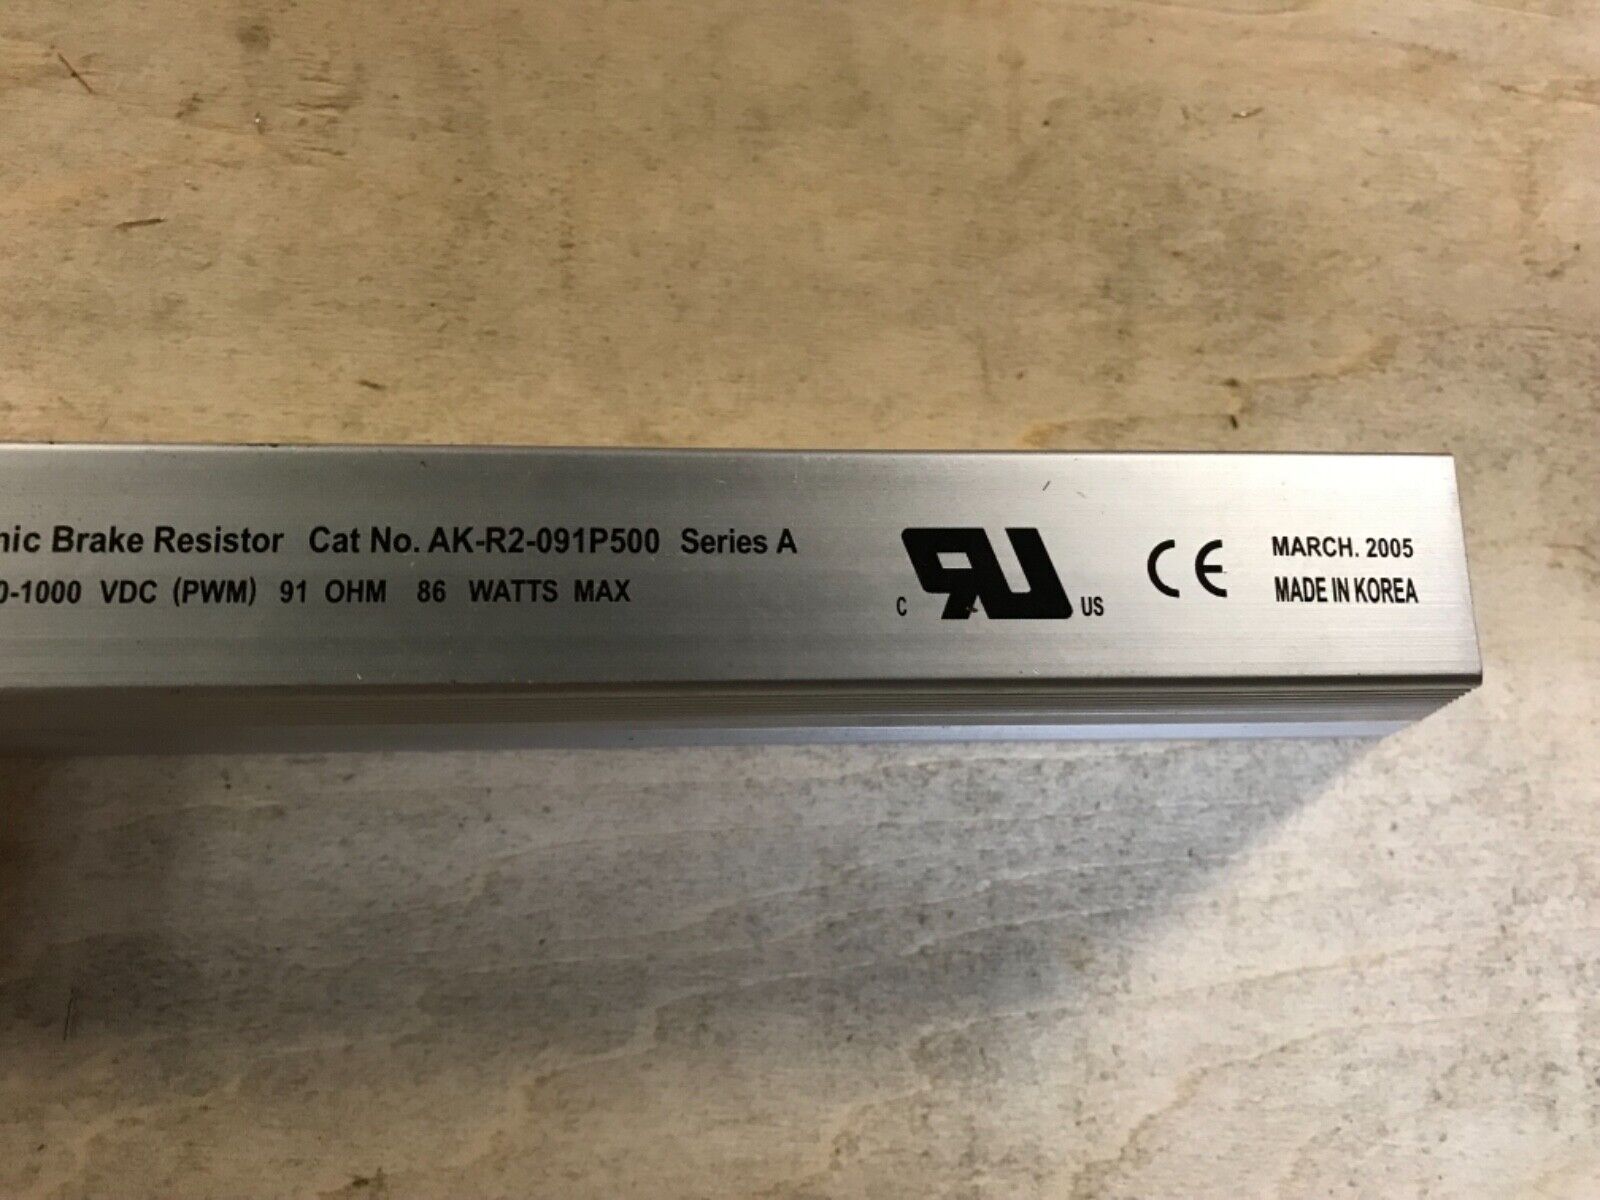 Brake Resistor Cat No. AK-R2-091P500 Series A
0-1000 VDC (PWM) 91 OHM 86 WATTS MAX
C RU US CE
MARCH. 2005
MADE IN KOREA